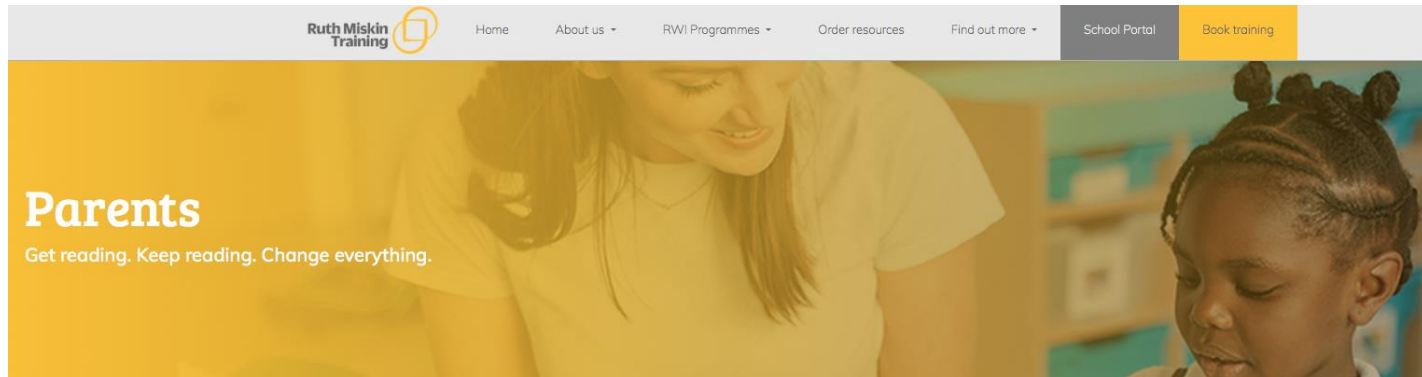 Ruth Miskin
Training
Home
About us
RWI Programmes
Order resources
Find out more
School Portal
Book training
Parents
Get reading. Keep reading. Change everything.